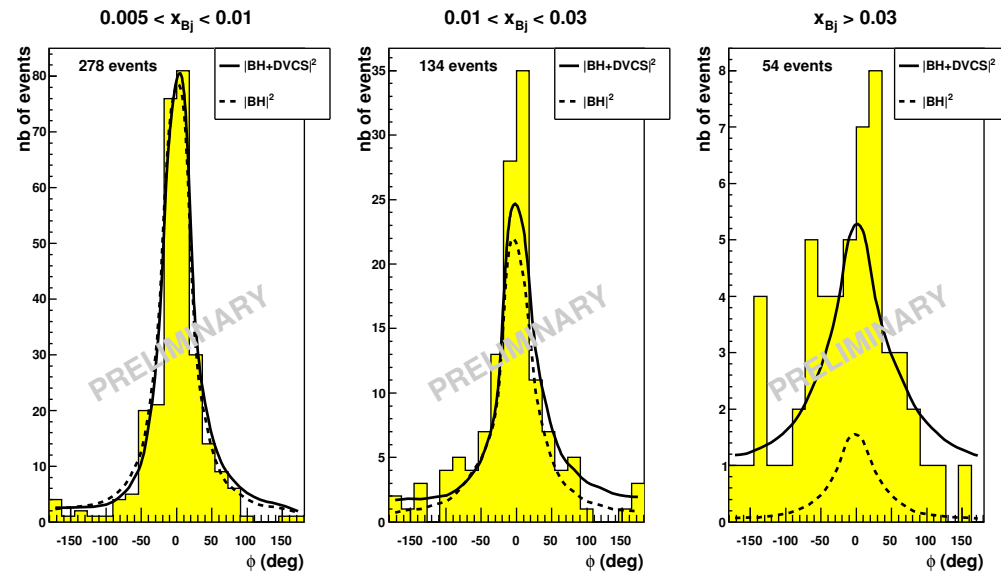 0.005 < x_Bj < 0.01
nb of events
278 events
|BH+DVCS|²
|BH|²
80
70
60
50
40
30
20
10
0
PRELIMINARY
-150 -100 -50 0 50 100 150
ϕ (deg)
0.01 < x_Bj < 0.03
nb of events
134 events
|BH+DVCS|²
|BH|²
35
30
25
20
15
10
5
0
PRELIMINARY
-150 -100 -50 0 50 100 150
ϕ (deg)
x_Bj > 0.03
nb of events
54 events
|BH+DVCS|²
|BH|²
8
7
6
5
4
3
2
1
0
PRELIMINARY
-150 -100 -50 0 50 100 150
ϕ (deg)